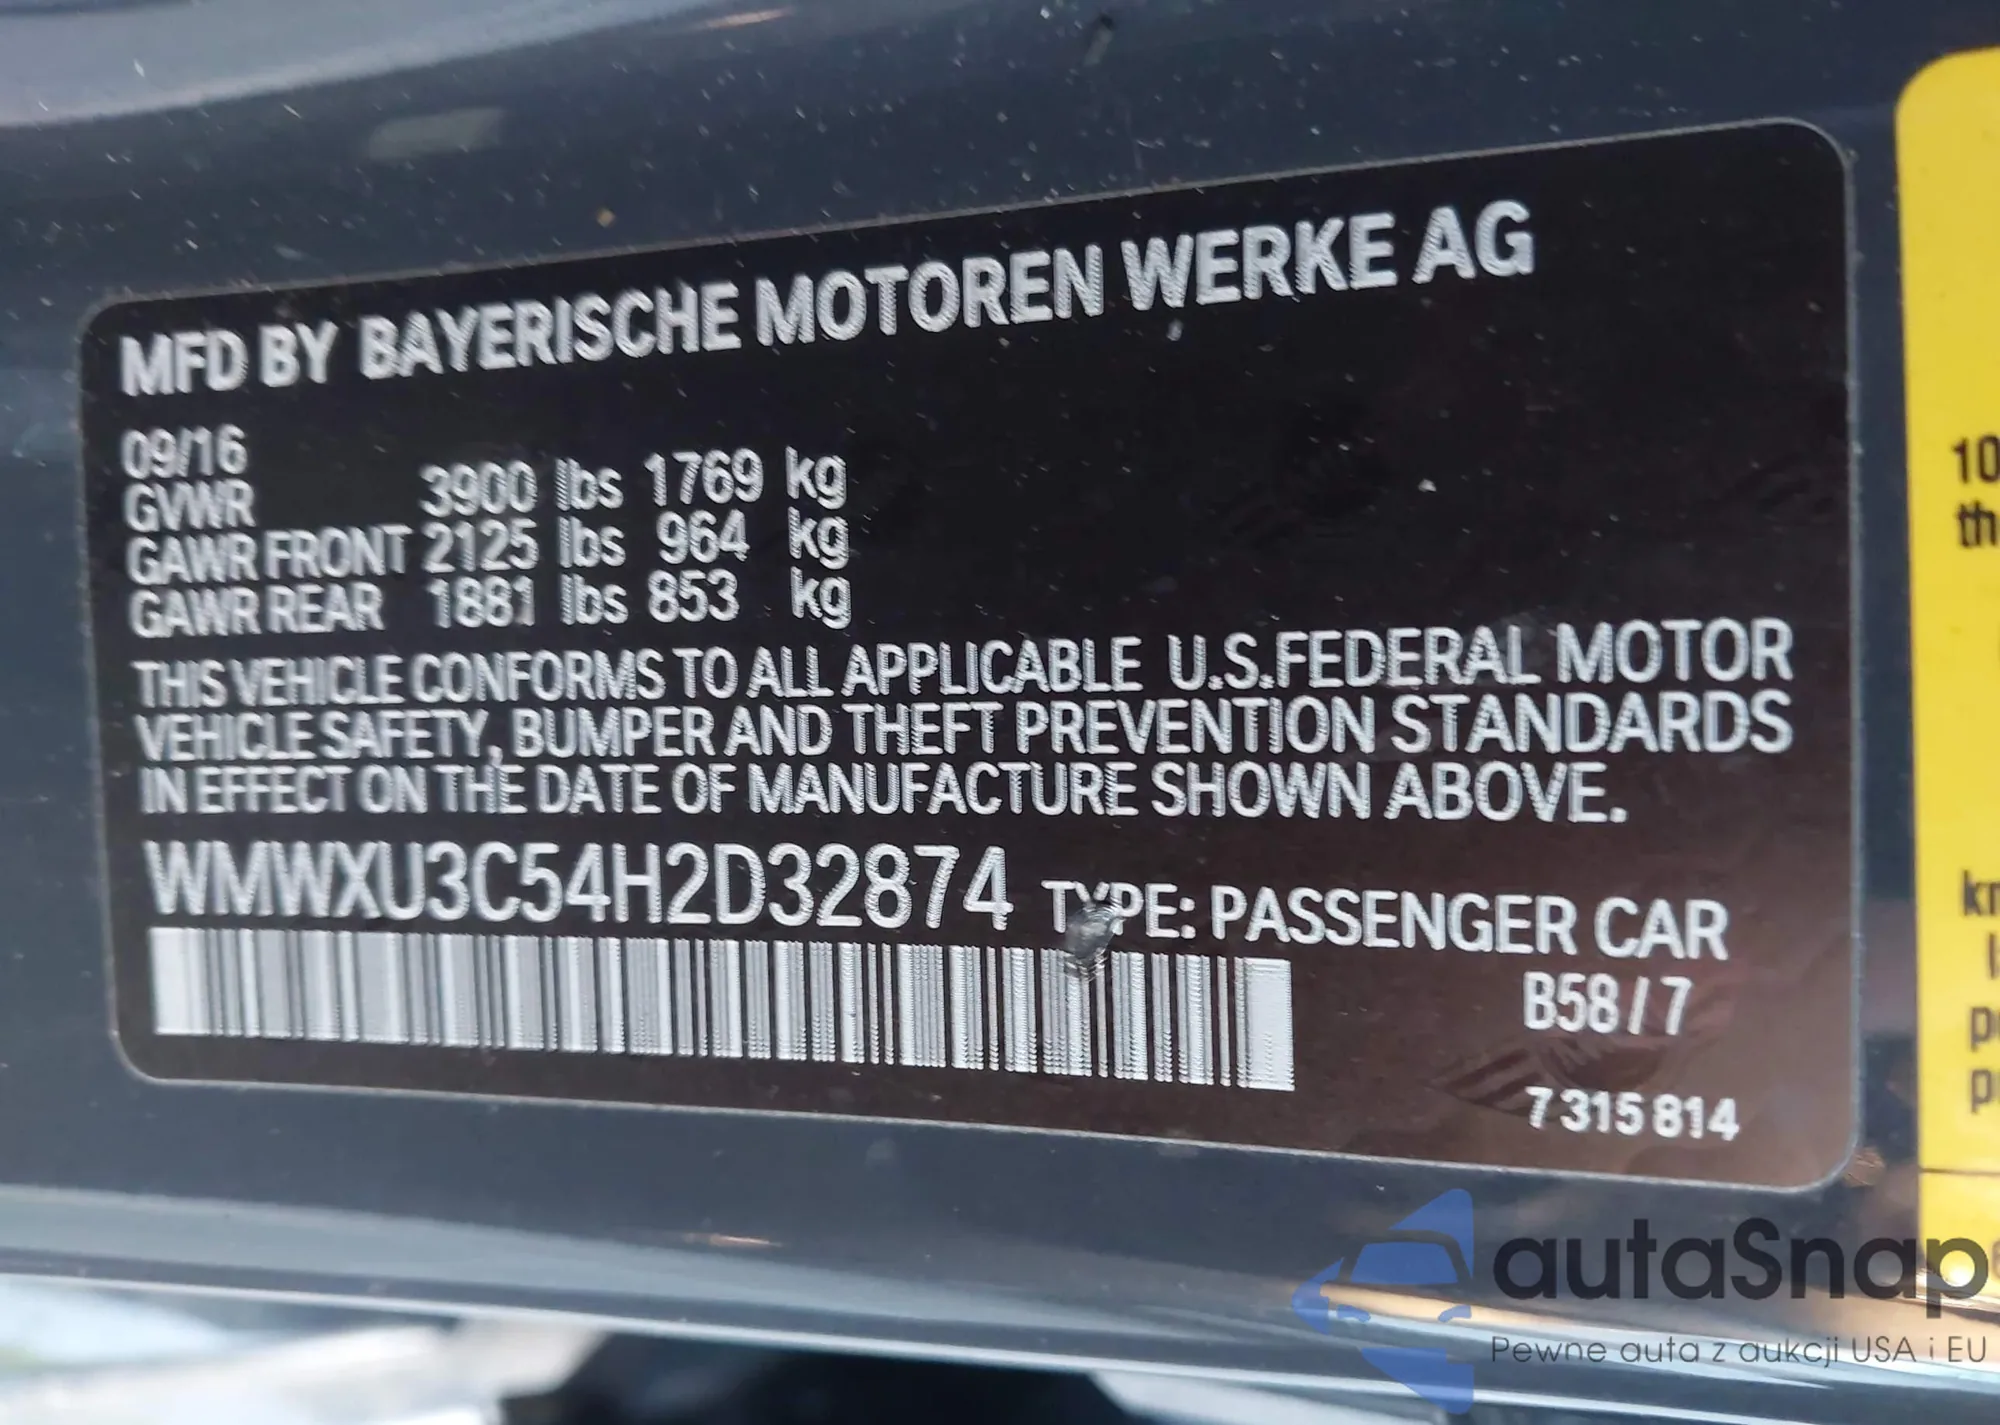 MFD BY BAYERISCHE MOTOREN WERKE AG
09/16
GVWR 3900 lbs 1769 kg
GAWR FRONT 2125 lbs 964 kg
GAWR REAR 1881 lbs 853 kg
THIS VEHICLE CONFORMS TO ALL APPLICABLE U.S.FEDERAL MOTOR
VEHICLE SAFETY, BUMPER AND THEFT PREVENTION STANDARDS
IN EFFECT ON THE DATE OF MANUFACTURE SHOWN ABOVE.
WMWXU3C54H2D32874 TYPE: PASSENGER CAR
B58/7
7 315 814
10
th
autaSnap
Pewne auta z aukcji USA i EU